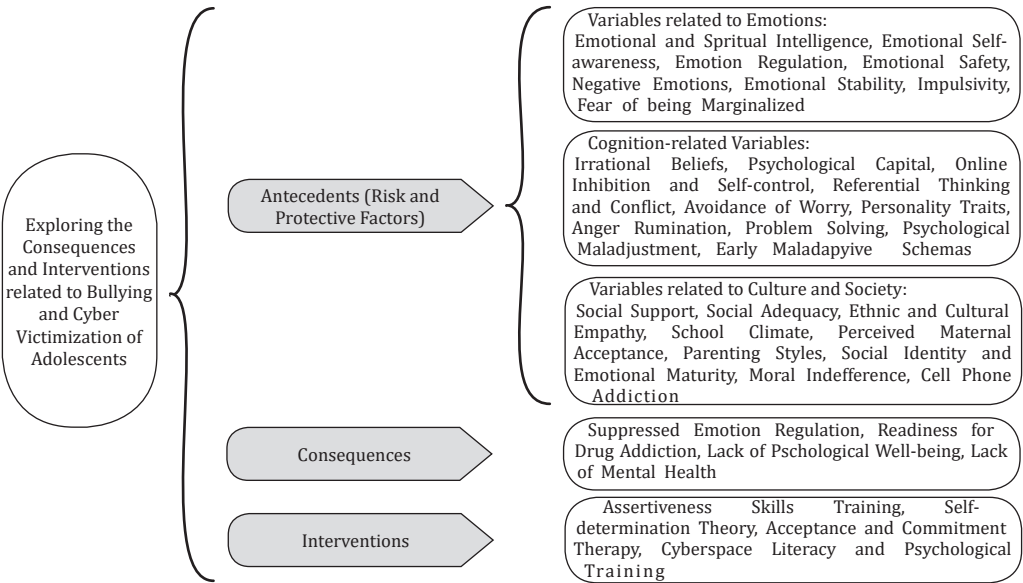 Exploring the
Consequences
and Interventions
related to Bullying
and Cyber
Victimization of
Adolescents
Antecedents (Risk and
Protective Factors)
Variables related to Emotions:
Emotional and Spritual Intelligence, Emotional Self-
awareness, Emotion Regulation, Emotional Safety,
Negative Emotions, Emotional Stability, Impulsivity,
Fear of being Marginalized
Cognition-related Variables:
Irrational Beliefs, Psychological Capital, Online
Inhibition and Self-control, Referential Thinking
and Conflict, Avoidance of Worry, Personality Traits,
Anger Rumination, Problem Solving, Psychological
Maladjustment, Early Maladapyive Schemas
Variables related to Culture and Society:
Social Support, Social Adequacy, Ethnic and Cultural
Empathy, School Climate, Perceived Maternal
Acceptance, Parenting Styles, Social Identity and
Emotional Maturity, Moral Indefference, Cell Phone
Addiction
Consequences
Suppressed Emotion Regulation, Readiness for
Drug Addiction, Lack of Pschological Well-being, Lack
of Mental Health
Interventions
Assertiveness Skills Training, Self-
determination Theory, Acceptance and Commitment
Therapy, Cyberspace Literacy and Psychological
Training